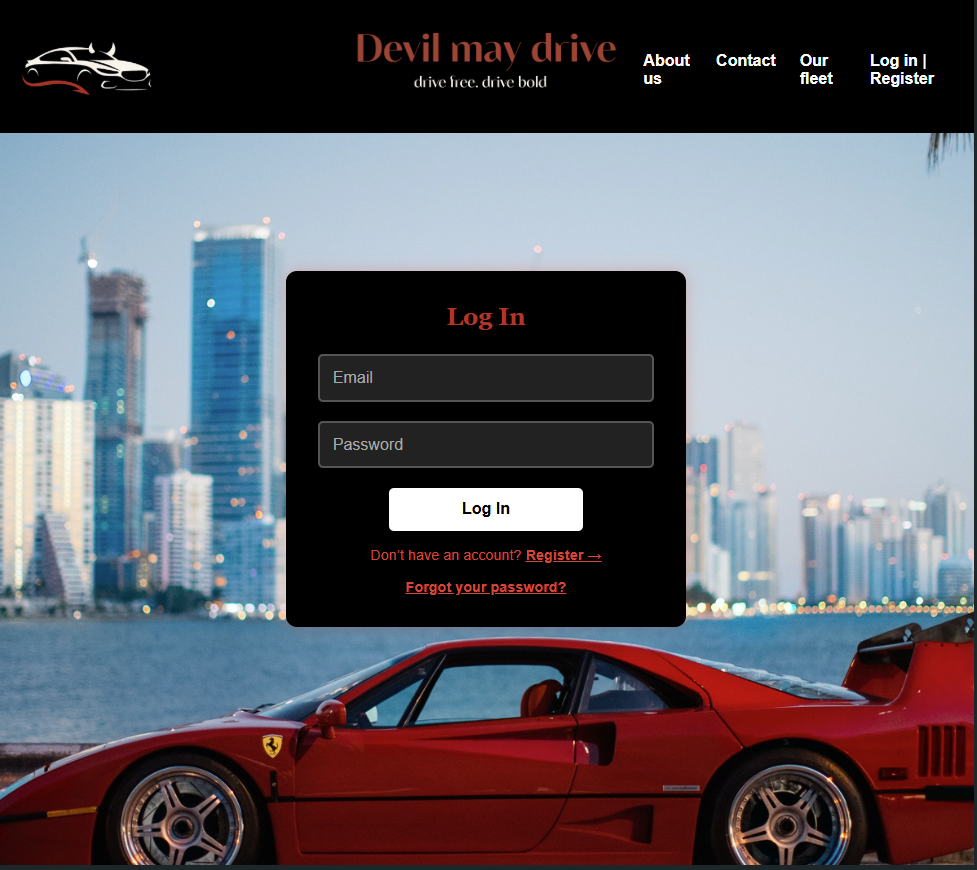 Devil may drive
drive free. drive bold
About
us
Contact
Our
fleet
Log in |
Register
Log In
Email
Password
Log In
Don't have an account? Register →
Forgot your password?